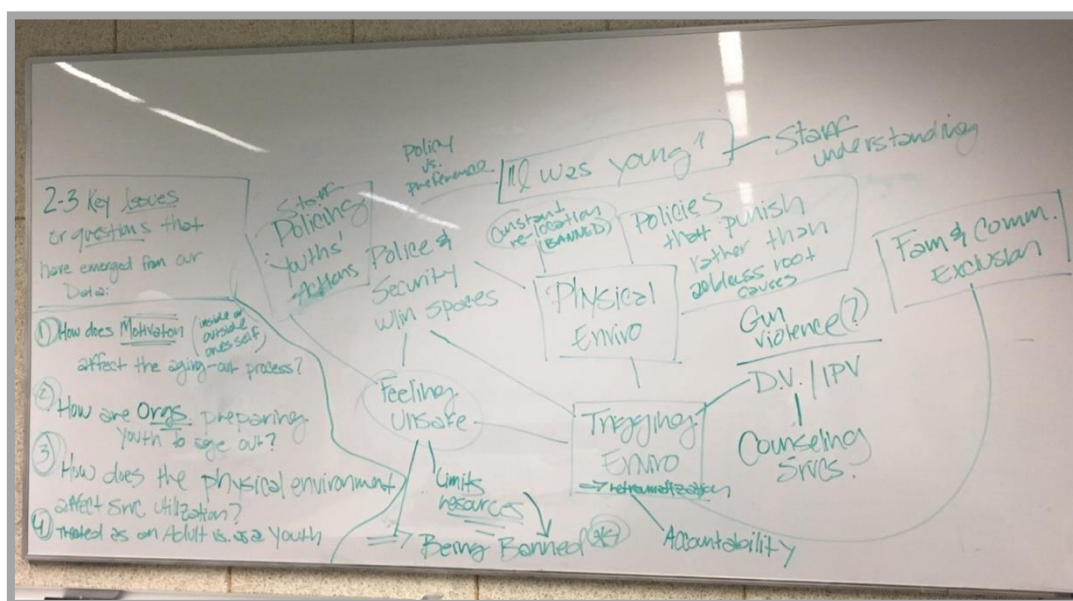 2-3 Key Issues
or questions that
have emerged from our
Data:
① How does Motivaton (inside or
outside
ones self)
affect the aging-out process?
② How are Orgs. preparing
youth to age out?
③ How does the physical environment
affect Srvc utilization?
④ Treated as an Adult vs. as a Youth
Staff
Policing
Youths'
Actions
Policy
vs.
preference
"I was young"
Staff
understanding
Police &
Security
w/in spaces
Constant
re-location
(BANNED)
Policies
that punish
rather than
address root
causes
Fam & Comm.
Exclusion
Physical
Enviro
Gun
Violence(?)
D.V. / IPV
Counseling
Srvcs.
Feeling
Unsafe
Trigging
Enviro
→ retraumatization
Limits
resources
⇒ Being Banned
Accountability